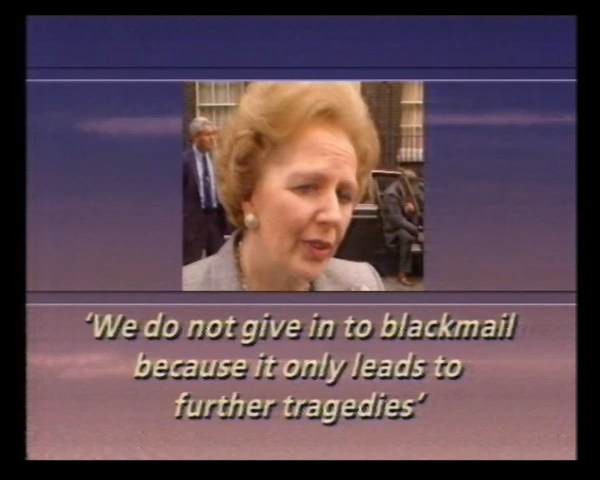 ‘We do not give in to blackmail
because it only leads to
further tragedies’